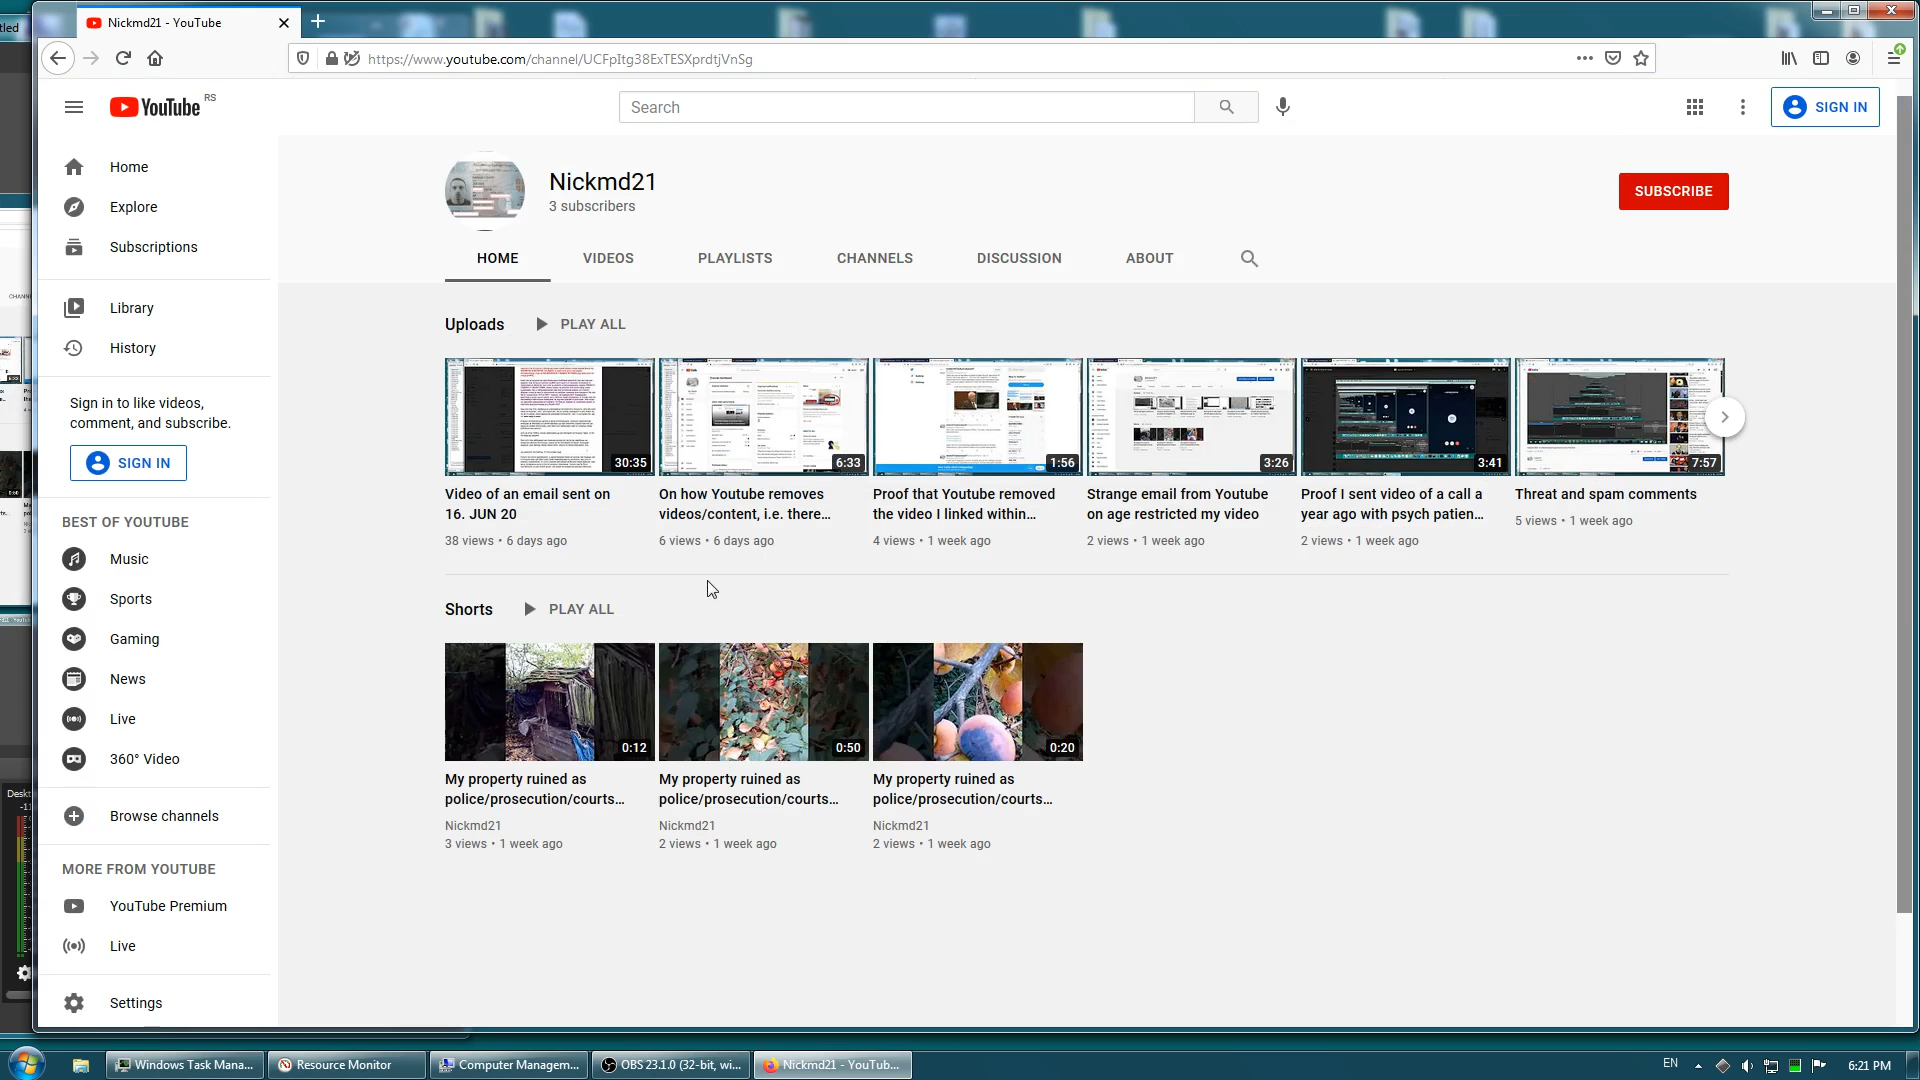 Nickmd21 - YouTube
https://www.youtube.com/channel/UCFpItg38ExTESXprdtjVnSg
YouTube RS
Search
SIGN IN
Home
Explore
Subscriptions
Library
History
Sign in to like videos,
comment, and subscribe.
SIGN IN
BEST OF YOUTUBE
Music
Sports
Gaming
News
Live
360° Video
Browse channels
MORE FROM YOUTUBE
YouTube Premium
Live
Settings
Nickmd21
3 subscribers
SUBSCRIBE
HOME VIDEOS PLAYLISTS CHANNELS DISCUSSION ABOUT
Uploads PLAY ALL
30:35
Video of an email sent on
16. JUN 20
38 views • 6 days ago
6:33
On how Youtube removes
videos/content, i.e. there...
6 views • 6 days ago
1:56
Proof that Youtube removed
the video I linked within...
4 views • 1 week ago
3:26
Strange email from Youtube
on age restricted my video
2 views • 1 week ago
3:41
Proof I sent video of a call a
year ago with psych patien...
2 views • 1 week ago
7:57
Threat and spam comments
5 views • 1 week ago
Shorts PLAY ALL
0:12
My property ruined as
police/prosecution/courts...
Nickmd21
3 views • 1 week ago
0:50
My property ruined as
police/prosecution/courts...
Nickmd21
2 views • 1 week ago
0:20
My property ruined as
police/prosecution/courts...
Nickmd21
2 views • 1 week ago
Windows Task Mana...
Resource Monitor
Computer Managem...
OBS 23.1.0 (32-bit, wi...
Nickmd21 - YouTub...
EN
6:21 PM